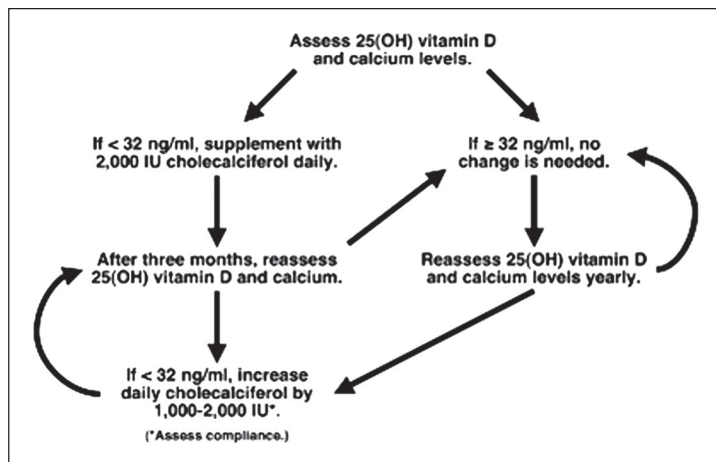 Assess 25(OH) vitamin D
and calcium levels.
If < 32 ng/ml, supplement with
2,000 IU cholecalciferol daily.
If ≥ 32 ng/ml, no
change is needed.
After three months, reassess
25(OH) vitamin D and calcium.
Reassess 25(OH) vitamin D
and calcium levels yearly.
If < 32 ng/ml, increase
daily cholecalciferol by
1,000-2,000 IU*.
(*Assess compliance.)